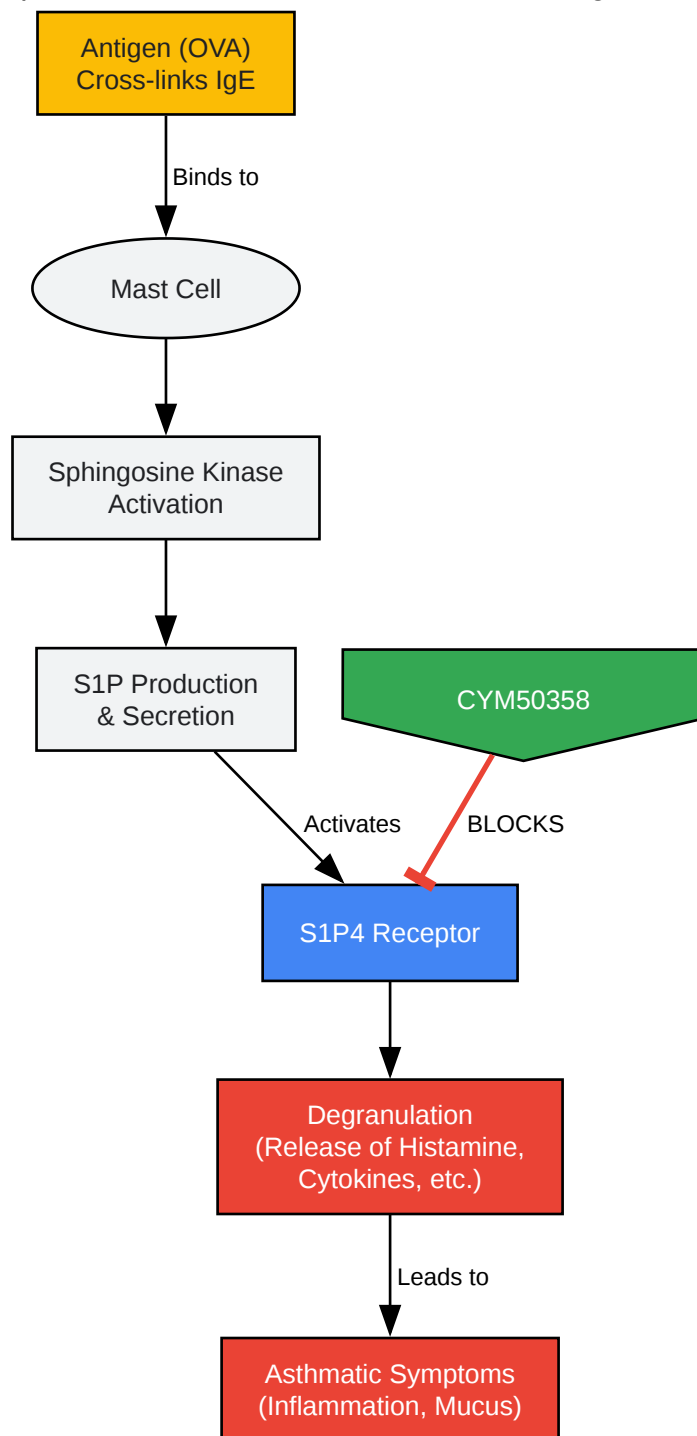 Antigen (OVA)
Cross-links IgE
Binds to
Mast Cell
Sphingosine Kinase
Activation
S1P Production
& Secretion
CYM50358
Activates
BLOCKS
S1P4 Receptor
Degranulation
(Release of Histamine,
Cytokines, etc.)
Leads to
Asthmatic Symptoms
(Inflammation, Mucus)